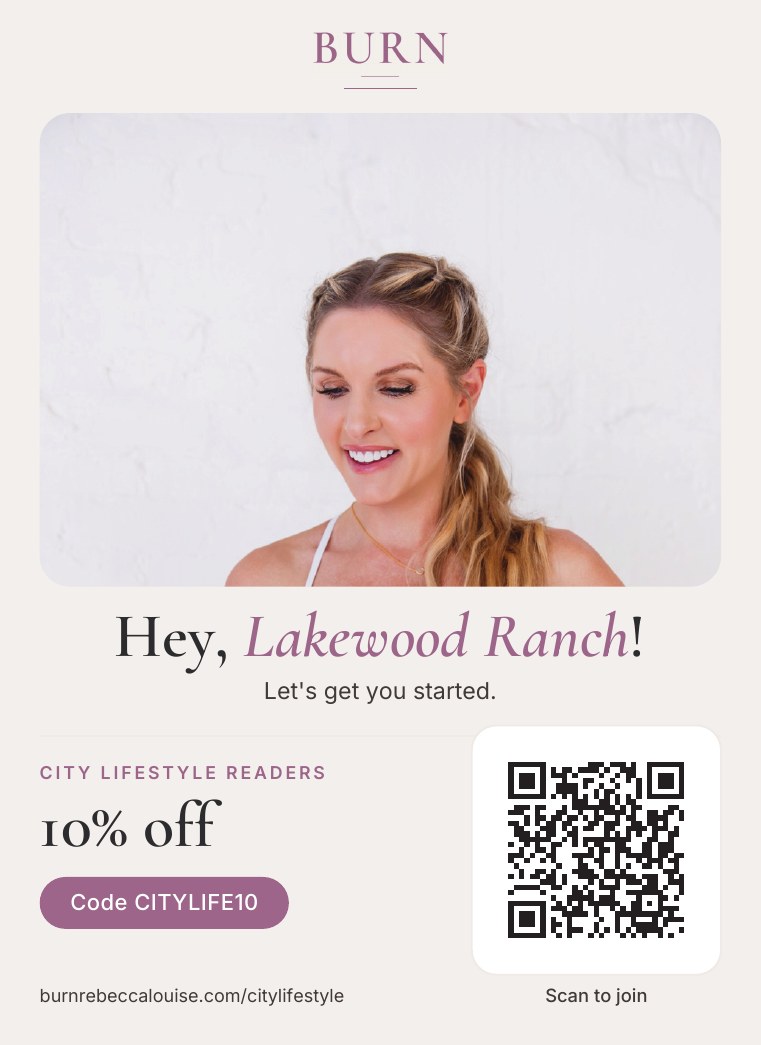 BURN
Hey, Lakewood Ranch!
Let's get you started.
CITY LIFESTYLE READERS
10% off
Code CITYLIFE10
burnrebeccalouise.com/citylifestyle
Scan to join